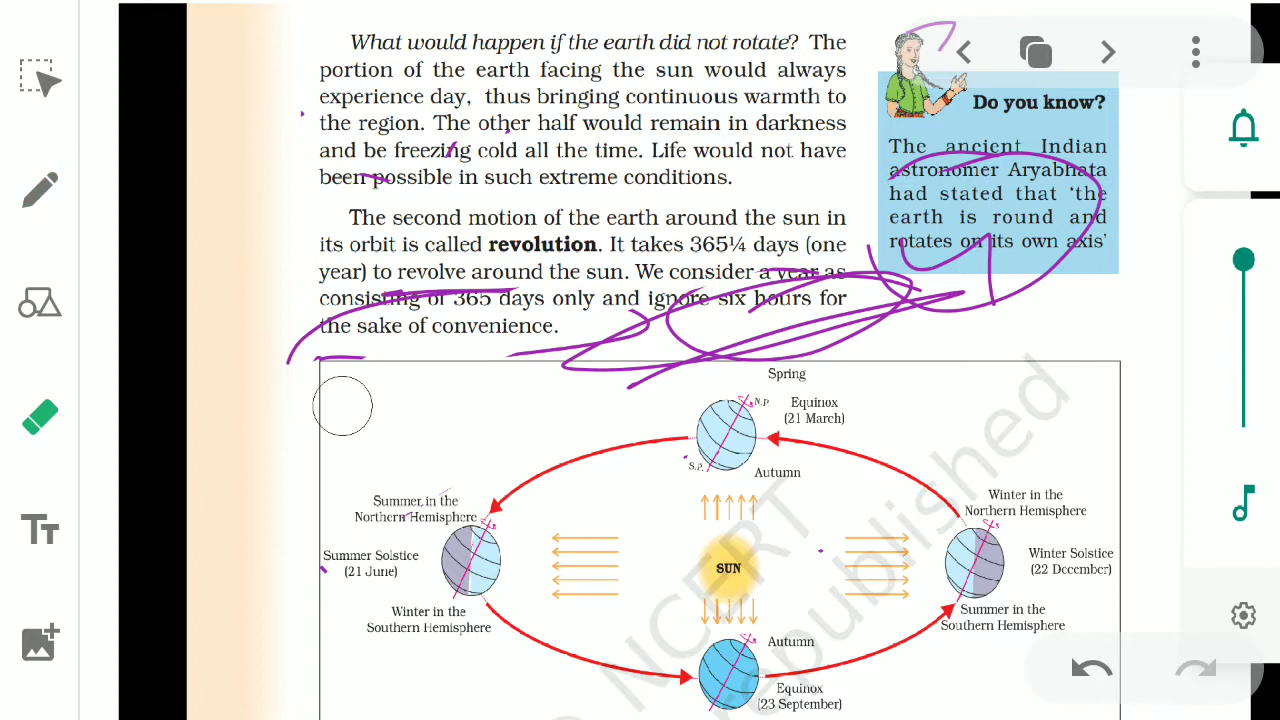 What would happen if the earth did not rotate? The
portion of the earth facing the sun would always
experience day, thus bringing continuous warmth to
the region. The other half would remain in darkness
and be freezing cold all the time. Life would not have
been possible in such extreme conditions.
The second motion of the earth around the sun in
its orbit is called revolution. It takes 365¼ days (one
year) to revolve around the sun. We consider a year as
consisting of 365 days only and ignore six hours for
the sake of convenience.
Do you know?
The ancient Indian
astronomer Aryabhata
had stated that ‘the
earth is round and
rotates on its own axis’
Spring
N.P
Equinox
(21 March)
S.P.
Autumn
Summer in the
Northern Hemisphere
Winter in the
Northern Hemisphere
Summer Solstice
(21 June)
SUN
Winter Solstice
(22 December)
Winter in the
Southern Hemisphere
Summer in the
Southern Hemisphere
Autumn
Equinox
(23 September)
NCERT
republished
Tт